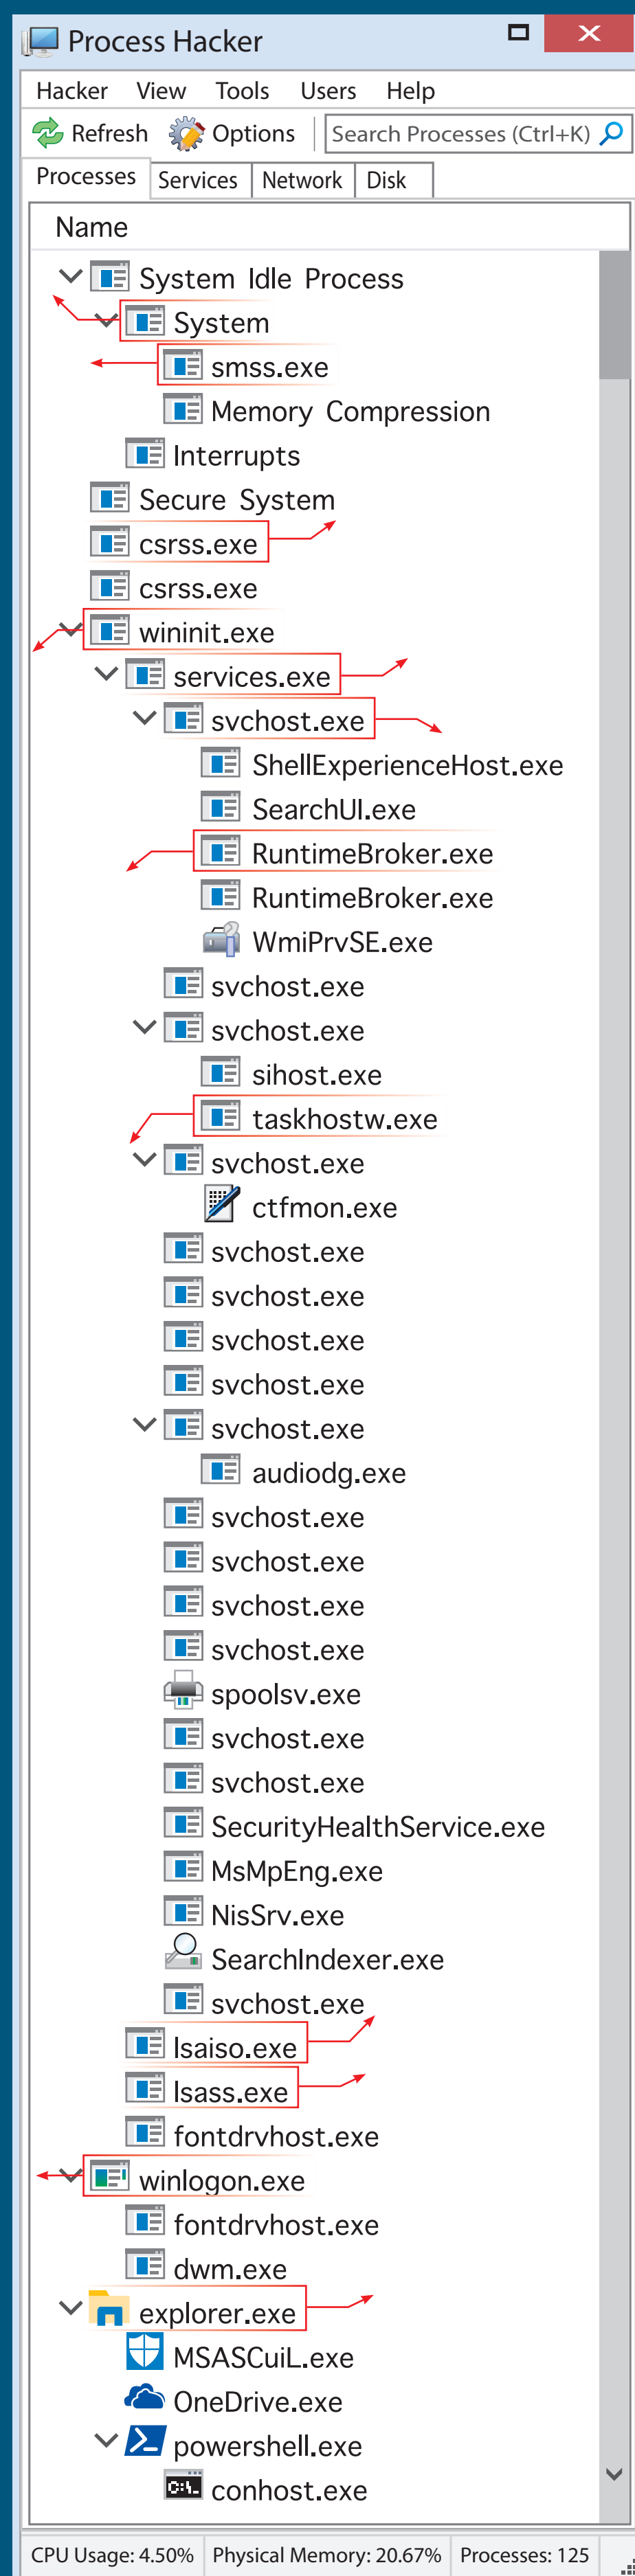 Process Hacker
Hacker View Tools Users Help
Refresh Options Search Processes (Ctrl+K)
Processes Services Network Disk
Name
System Idle Process
System
smss.exe
Memory Compression
Interrupts
Secure System
csrss.exe
csrss.exe
wininit.exe
services.exe
svchost.exe
ShellExperienceHost.exe
SearchUI.exe
RuntimeBroker.exe
RuntimeBroker.exe
WmiPrvSE.exe
svchost.exe
svchost.exe
sihost.exe
taskhostw.exe
svchost.exe
ctfmon.exe
svchost.exe
svchost.exe
svchost.exe
svchost.exe
svchost.exe
audiodg.exe
svchost.exe
svchost.exe
svchost.exe
svchost.exe
spoolsv.exe
svchost.exe
svchost.exe
SecurityHealthService.exe
MsMpEng.exe
NisSrv.exe
SearchIndexer.exe
svchost.exe
lsaiso.exe
lsass.exe
fontdrvhost.exe
winlogon.exe
fontdrvhost.exe
dwm.exe
explorer.exe
MSASCuiL.exe
OneDrive.exe
powershell.exe
C:\_ conhost.exe
CPU Usage: 4.50% Physical Memory: 20.67% Processes: 125